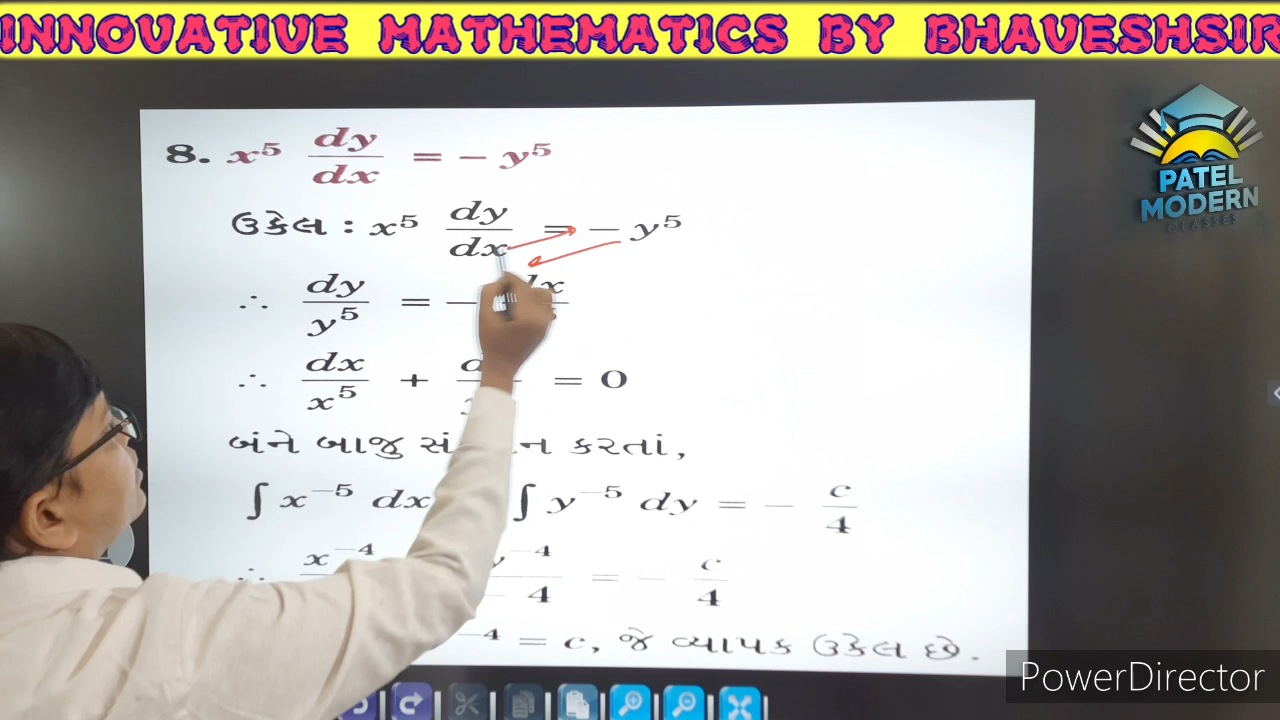 INNOVATIVE MATHEMATICS BY BHAVESHSIR
8. x⁵ dy/dx = − y⁵
ઉકેલ : x⁵ dy/dx = − y⁵
∴ dy/y⁵ = − dx
∴ dx/x⁵ + = 0
બંને બાજુ કરતાં,
∫ x⁻⁵ dx ∫ y⁻⁵ dy = − c/4
∴ x⁻⁴ y⁻⁴/− 4 = − c/4
⁻⁴ = c, જે વ્યાપક ઉકેલ છે.
PATEL
MODERN
CLASSES
PowerDirector